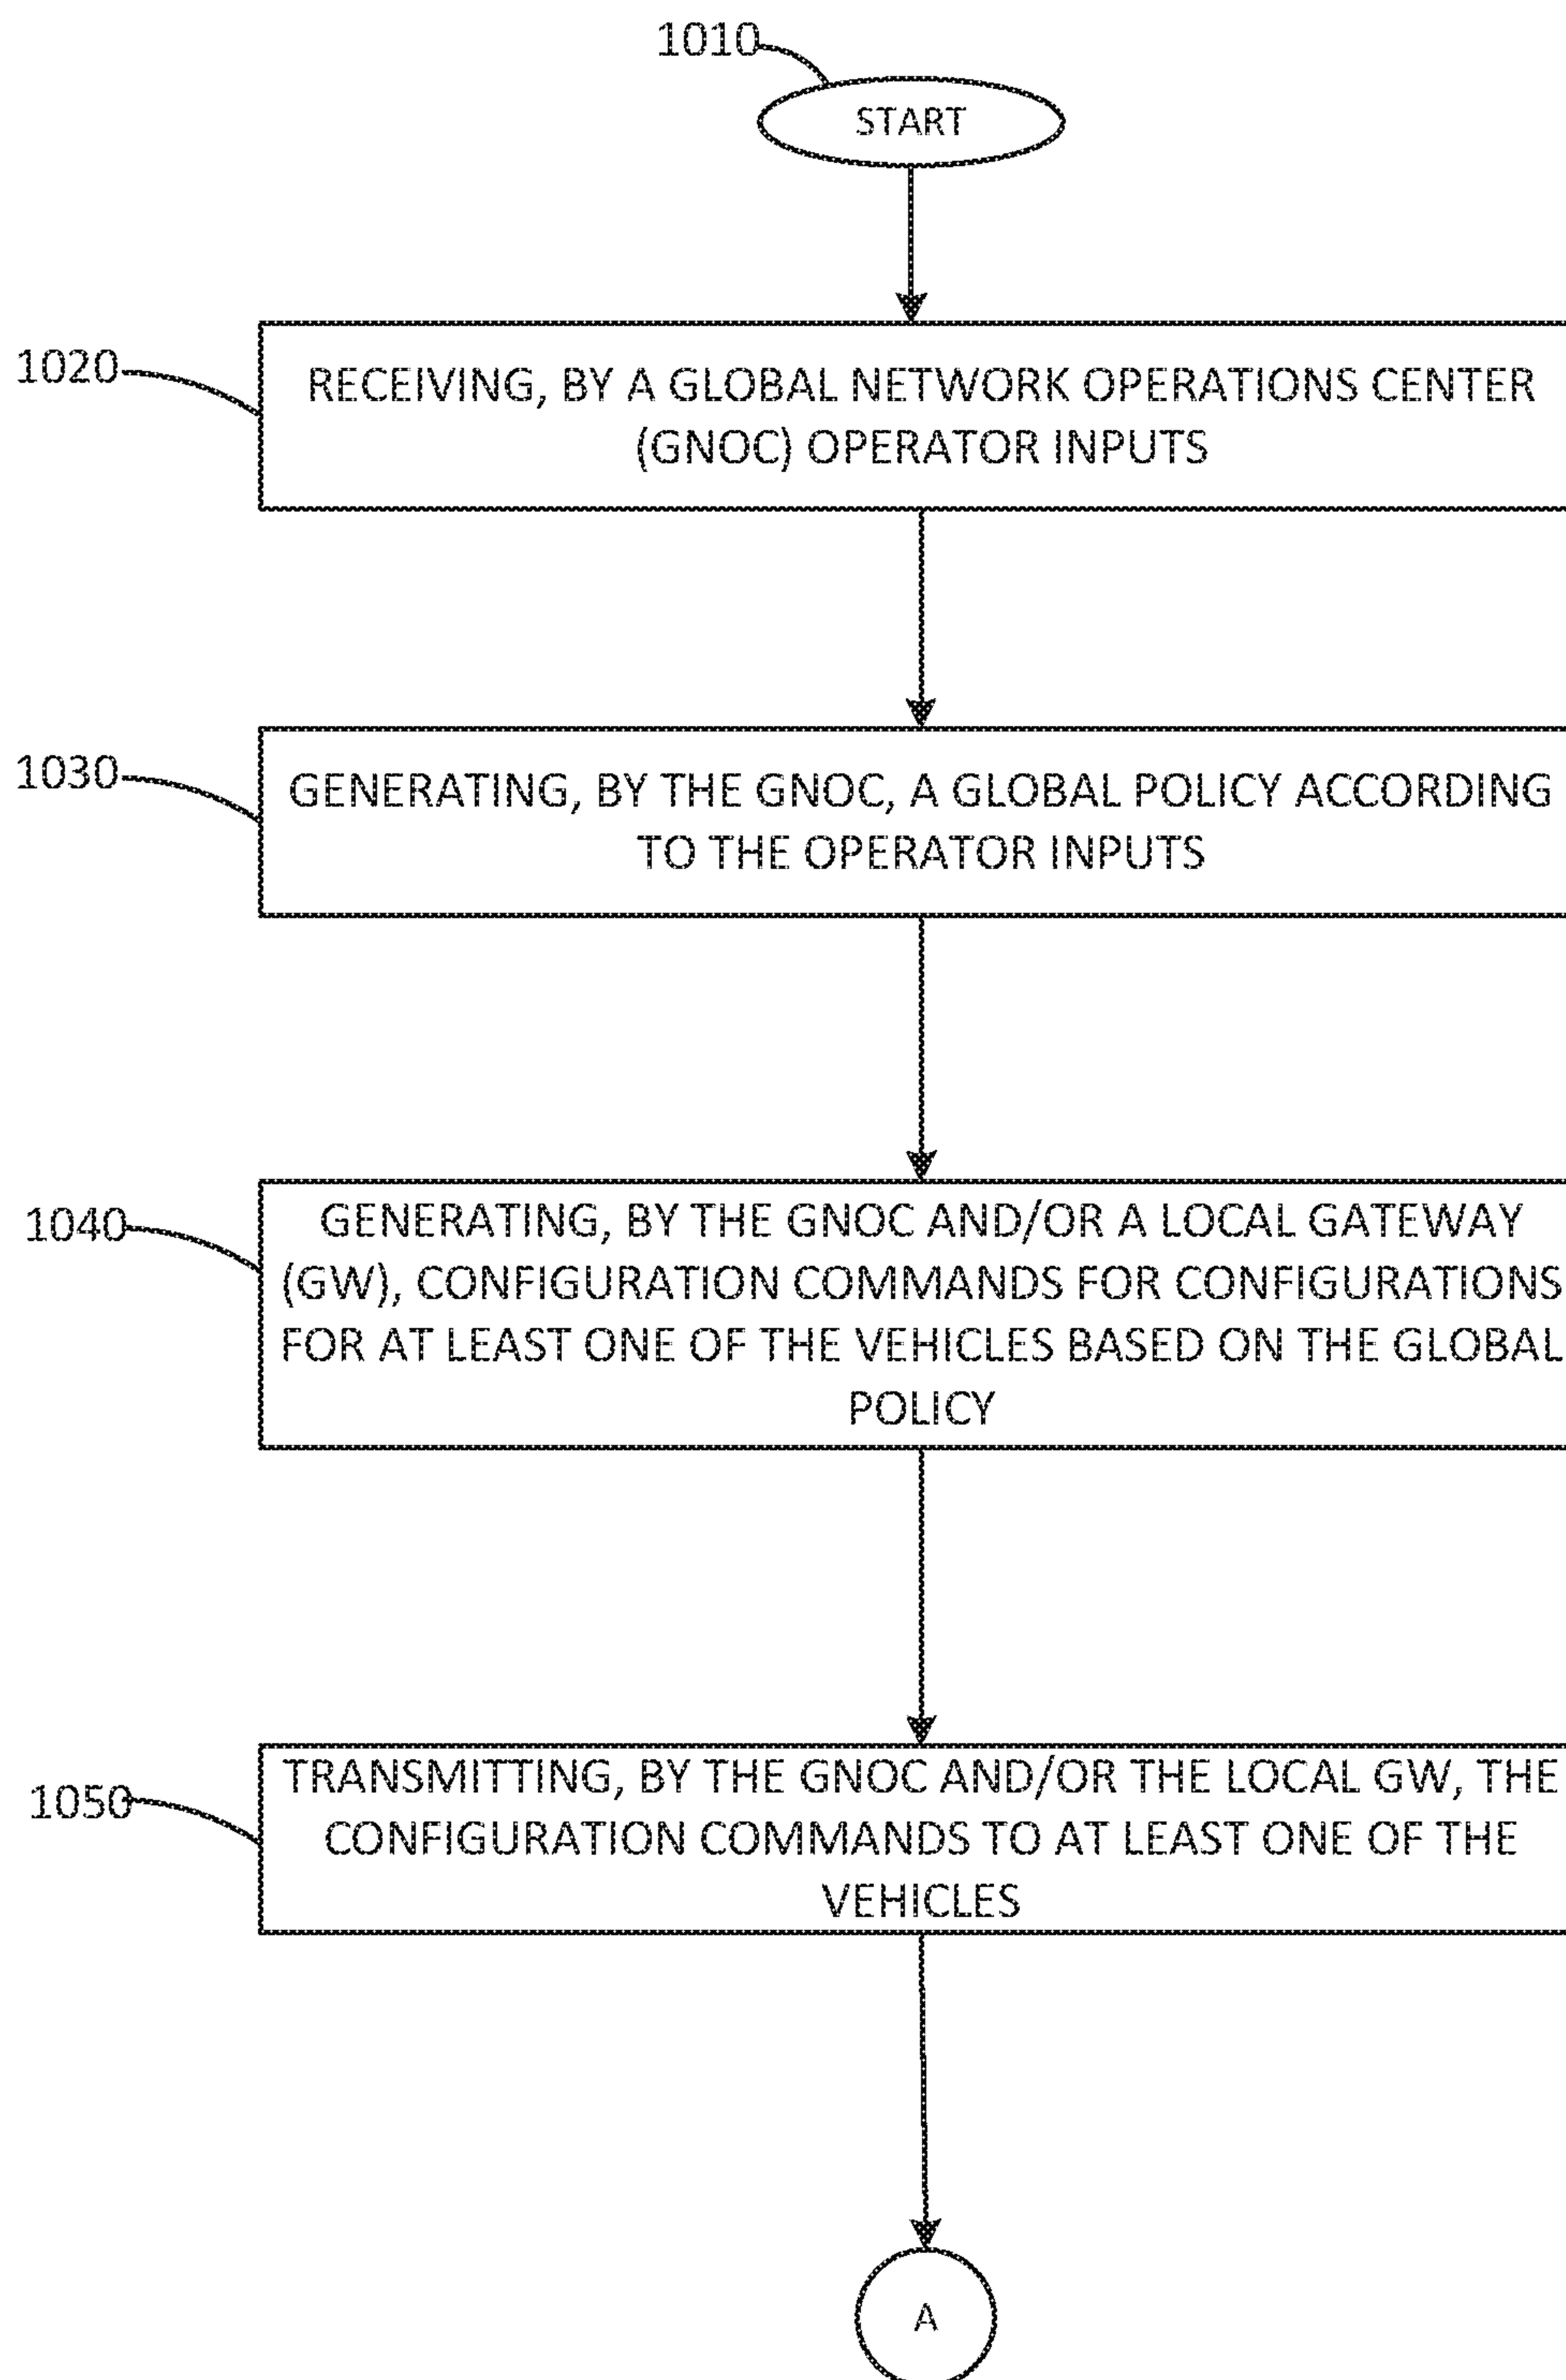 1010
START
1020
RECEIVING, BY A GLOBAL NETWORK OPERATIONS CENTER
(GNOC) OPERATOR INPUTS
1030
GENERATING, BY THE GNOC, A GLOBAL POLICY ACCORDING
TO THE OPERATOR INPUTS
1040
GENERATING, BY THE GNOC AND/OR A LOCAL GATEWAY
(GW), CONFIGURATION COMMANDS FOR CONFIGURATIONS
FOR AT LEAST ONE OF THE VEHICLES BASED ON THE GLOBAL
POLICY
1050
TRANSMITTING, BY THE GNOC AND/OR THE LOCAL GW, THE
CONFIGURATION COMMANDS TO AT LEAST ONE OF THE
VEHICLES
A